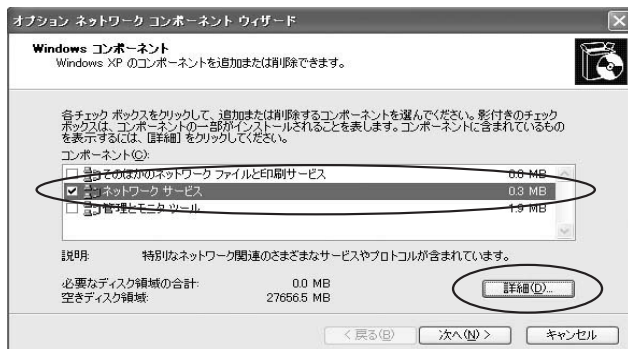 オプション ネットワーク コンポーネント ウィザード
Windows コンポーネント
Windows XP のコンポーネントを追加または削除できます。
各チェック ボックスをクリックして、追加または削除するコンポーネントを選んでください。影付きのチェック
ボックスは、コンポーネントの一部がインストールされることを表します。コンポーネントに含まれているもの
を表示するには、[詳細] をクリックしてください。
コンポーネント(C):
そのほかのネットワーク ファイルと印刷サービス 0.0 MB
ネットワーク サービス 0.3 MB
管理とモニタ ツール 1.9 MB
説明: 特別なネットワーク関連のさまざまなサービスやプロトコルが含まれています。
必要なディスク領域の合計: 0.0 MB
空きディスク領域: 27656.5 MB
詳細(D)...
< 戻る(B) 次へ(N) > キャンセル